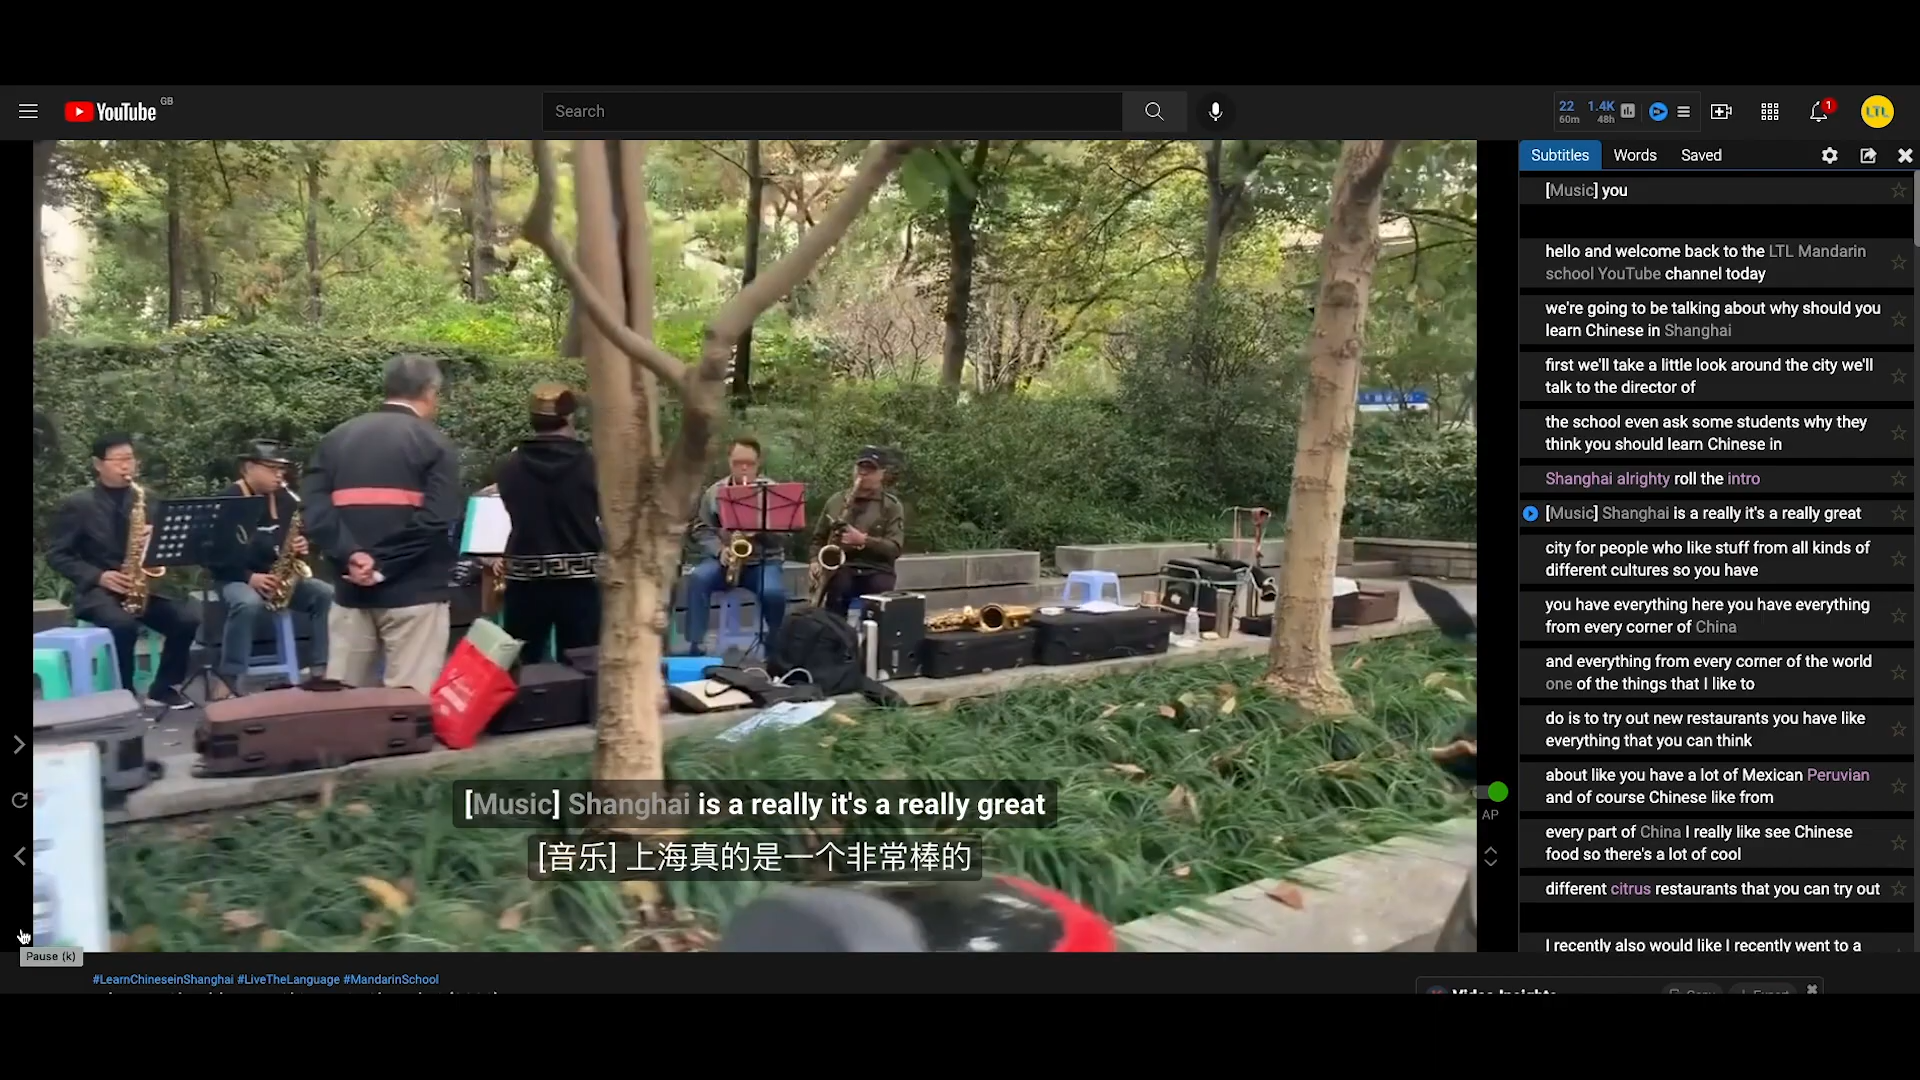 YouTube GB
Search
22 60m
1.4K 48h
1
LTL
Subtitles Words Saved
[Music] you
hello and welcome back to the LTL Mandarin
school YouTube channel today
we're going to be talking about why should you
learn Chinese in Shanghai
first we'll take a little look around the city we'll
talk to the director of
the school even ask some students why they
think you should learn Chinese in
Shanghai alrighty roll the intro
[Music] Shanghai is a really it's a really great
city for people who like stuff from all kinds of
different cultures so you have
you have everything here you have everything
from every corner of China
and everything from every corner of the world
one of the things that I like to
do is to try out new restaurants you have like
everything that you can think
about like you have a lot of Mexican Peruvian
and of course Chinese like from
every part of China I really like see Chinese
food so there's a lot of cool
different citrus restaurants that you can try out
I recently also would like I recently went to a
[Music] Shanghai is a really it's a really great
[音乐] 上海真的是一个非常棒的
AP
Pause (k)
#LearnChineseinShanghai #LiveTheLanguage #MandarinSchool
Video Insights
Copy
Export